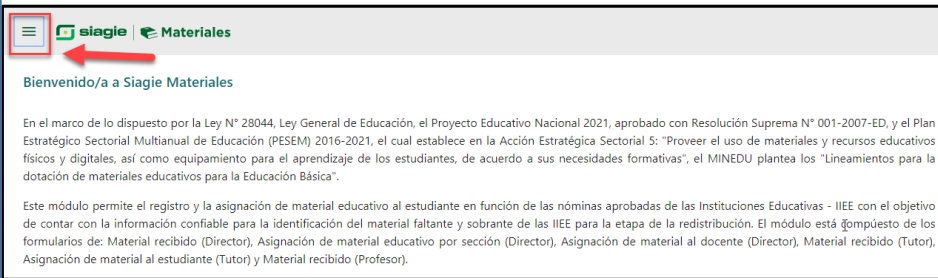 siagie | Materiales
Bienvenido/a a Siagie Materiales
En el marco de lo dispuesto por la Ley N° 28044, Ley General de Educación, el Proyecto Educativo Nacional 2021, aprobado con Resolución Suprema N° 001-2007-ED, y el Plan
Estratégico Sectorial Multianual de Educación (PESEM) 2016-2021, el cual establece en la Acción Estratégica Sectorial 5: "Proveer el uso de materiales y recursos educativos
físicos y digitales, así como equipamiento para el aprendizaje de los estudiantes, de acuerdo a sus necesidades formativas", el MINEDU plantea los "Lineamientos para la
dotación de materiales educativos para la Educación Básica".
Este módulo permite el registro y la asignación de material educativo al estudiante en función de las nóminas aprobadas de las Instituciones Educativas - IIEE con el objetivo
de contar con la información confiable para la identificación del material faltante y sobrante de las IIEE para la etapa de la redistribución. El módulo está compúesto de los
formularios de: Material recibido (Director), Asignación de material educativo por sección (Director), Asignación de material al docente (Director), Material recibido (Tutor),
Asignación de material al estudiante (Tutor) y Material recibido (Profesor).